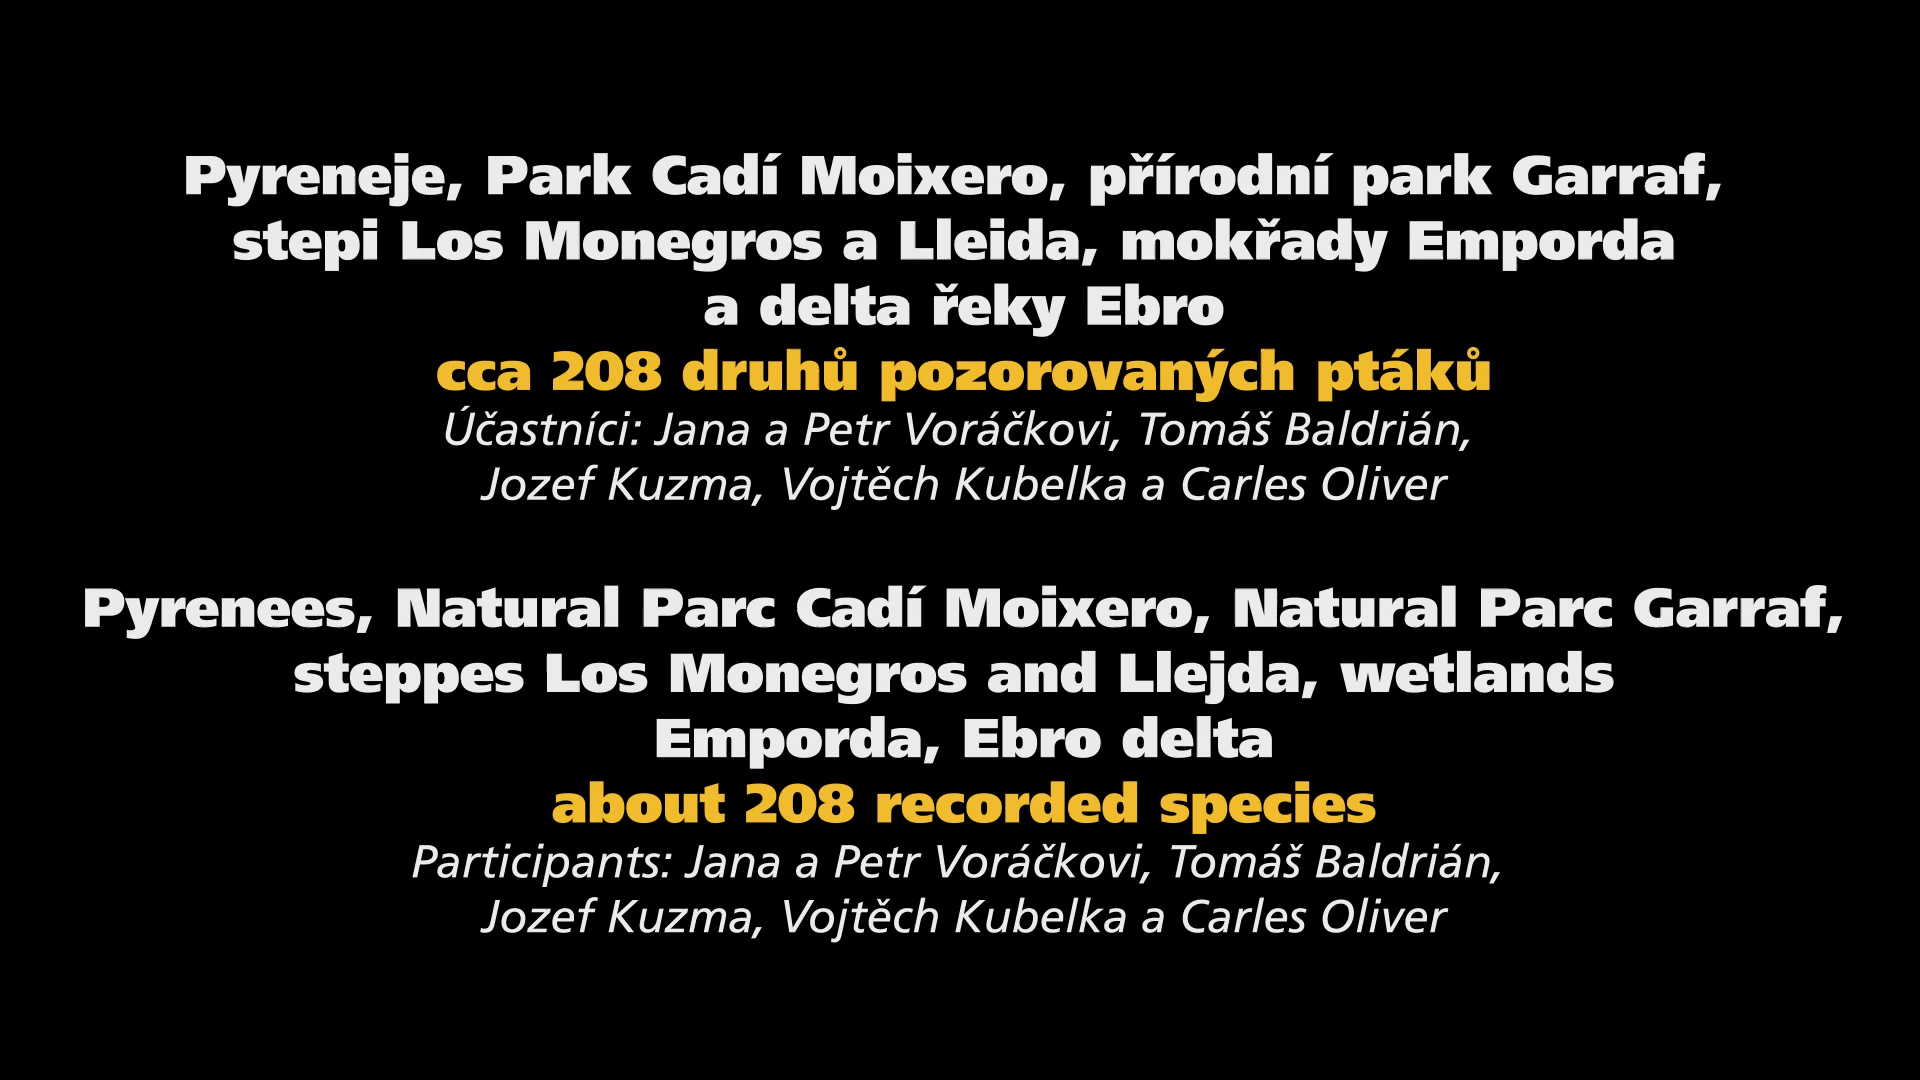 Pyreneje, Park Cadí Moixero, přírodní park Garraf,
stepi Los Monegros a Lleida, mokřady Emporda
a delta řeky Ebro
cca 208 druhů pozorovaných ptáků
Účastníci: Jana a Petr Voráčkovi, Tomáš Baldrián,
Jozef Kuzma, Vojtěch Kubelka a Carles Oliver
Pyrenees, Natural Parc Cadí Moixero, Natural Parc Garraf,
steppes Los Monegros and Llejda, wetlands
Emporda, Ebro delta
about 208 recorded species
Participants: Jana a Petr Voráčkovi, Tomáš Baldrián,
Jozef Kuzma, Vojtěch Kubelka a Carles Oliver